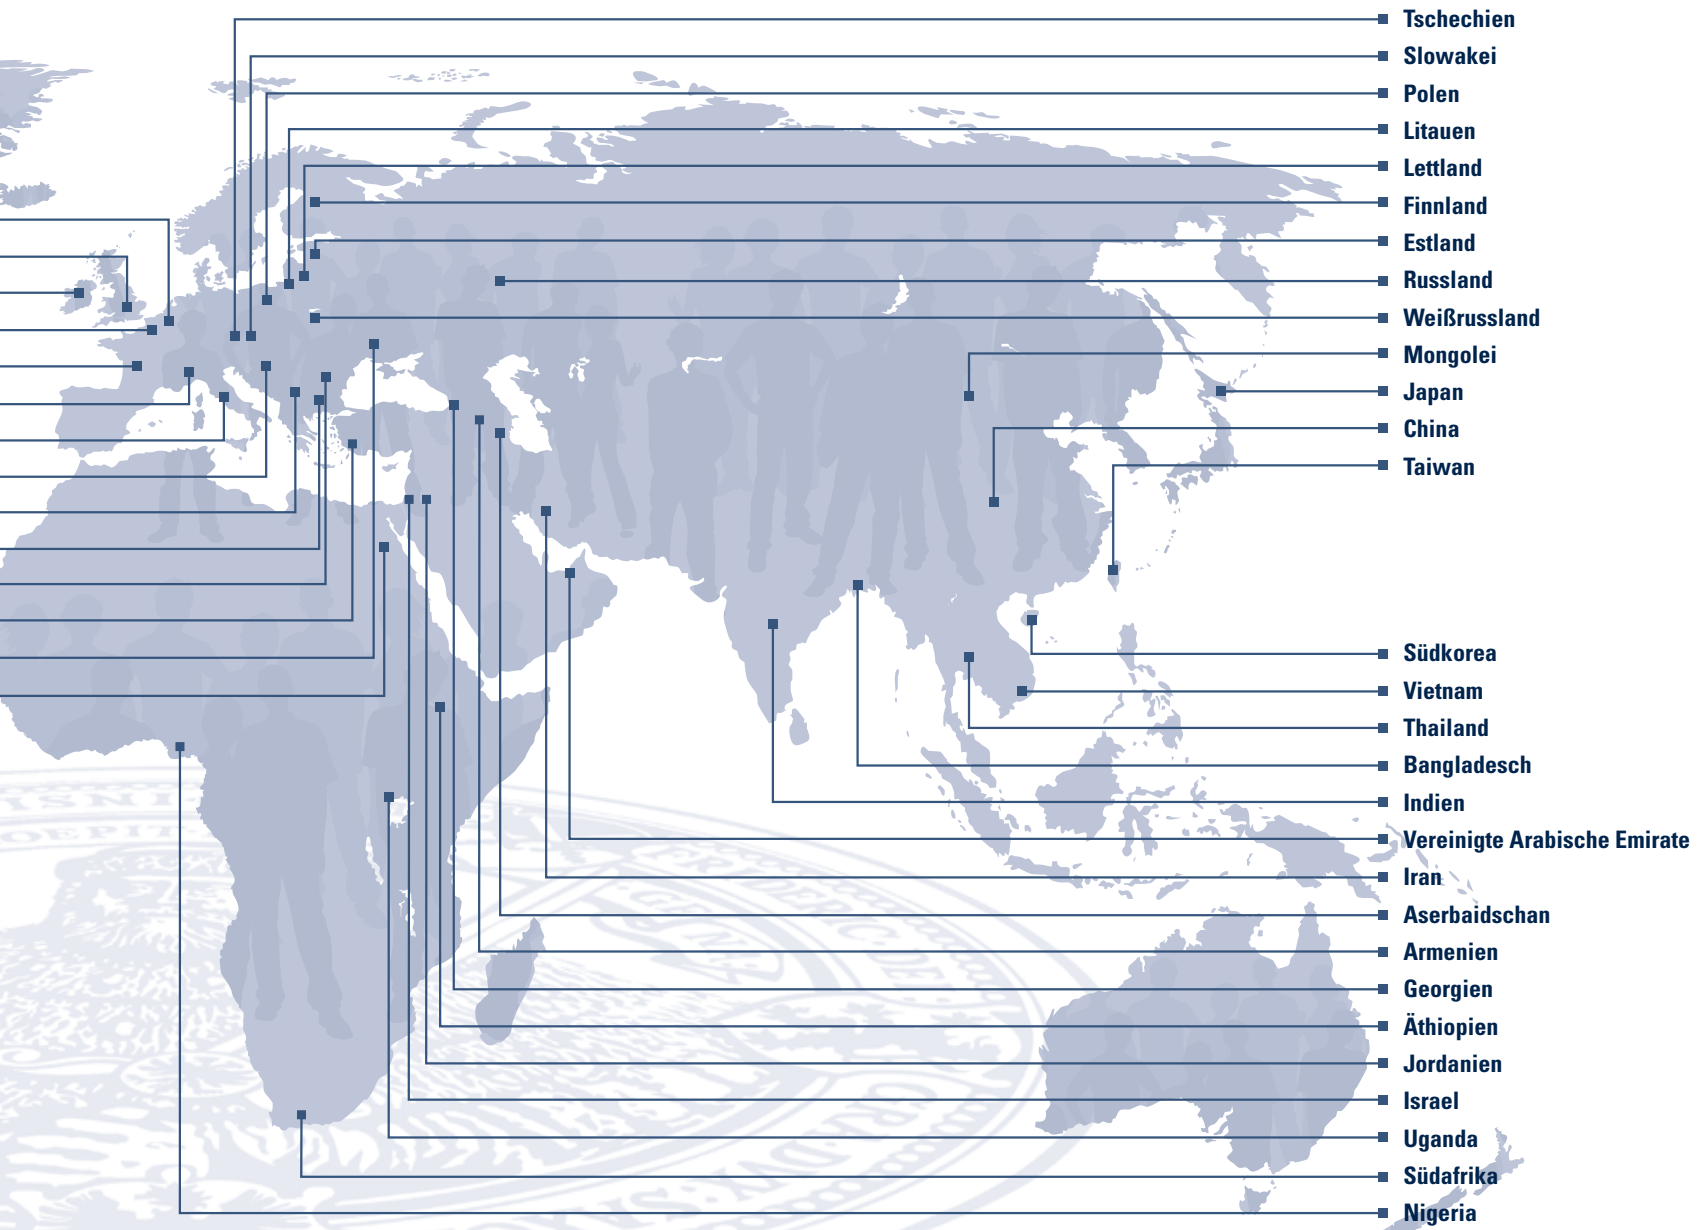 Tschechien
Slowakei
Polen
Litauen
Lettland
Finnland
Estland
Russland
Weißrussland
Mongolei
Japan
China
Taiwan
Südkorea
Vietnam
Thailand
Bangladesch
Indien
Vereinigte Arabische Emirate
Iran
Aserbaidschan
Armenien
Georgien
Äthiopien
Jordanien
Israel
Uganda
Südafrika
Nigeria